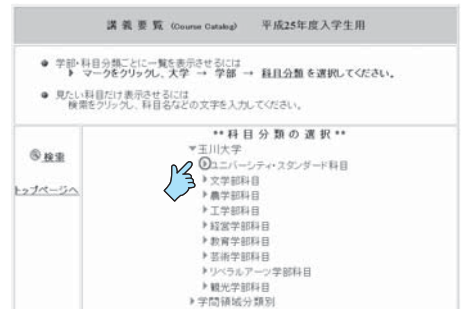 講義要覧 (Course Catalog) 平成25年度入学生用
● 学部・科目分類ごとに一覧を表示させるには
▶ マークをクリックし、大学 → 学部 → 科目分類 を選択してください。
● 見たい科目だけ表示させるには
検索をクリックし、科目名などの文字を入力してください。
検索
トップページへ
**科目分類の選択**
▼玉川大学
▶ユニバーシティ・スタンダード科目
▶文学部科目
▶農学部科目
▶工学部科目
▶経営学部科目
▶教育学部科目
▶芸術学部科目
▶リベラルアーツ学部科目
▶観光学部科目
▶学問領域分類別